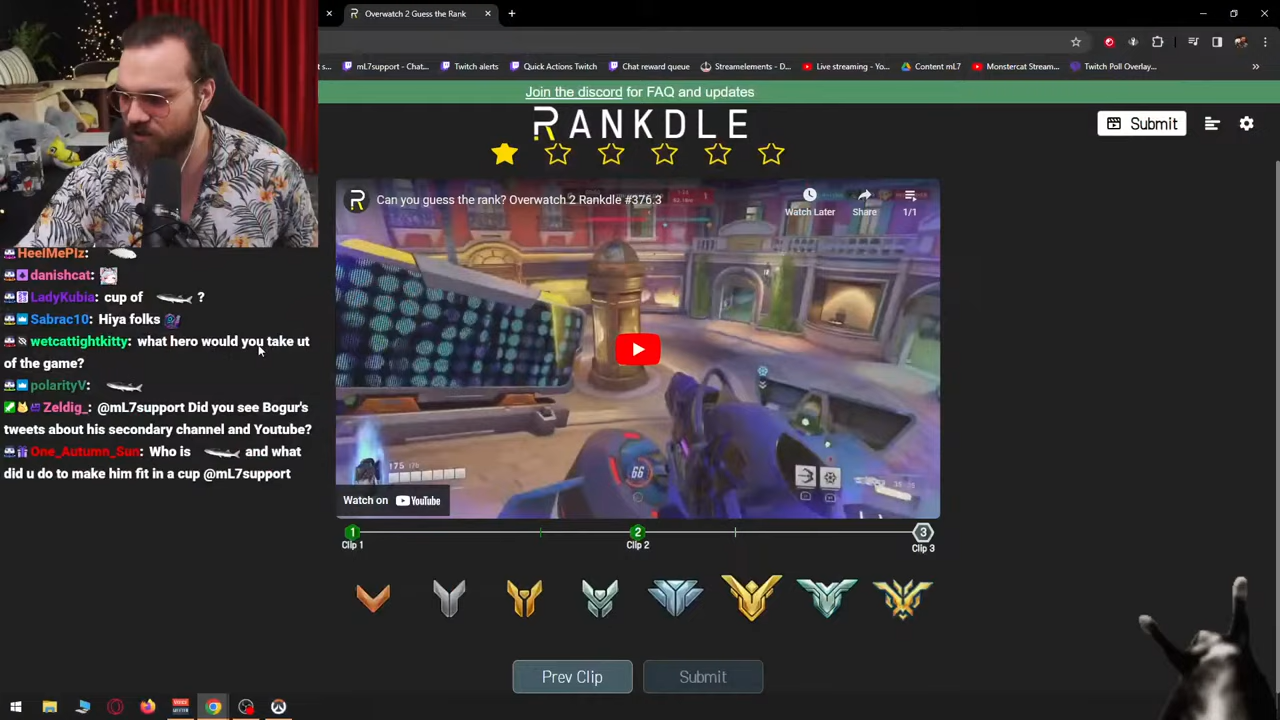 Overwatch 2 Guess the Rank
s...
mL7support - Chat...
Twitch alerts
Quick Actions Twitch
Chat reward queue
Streamelements - D...
Live streaming - Yo...
Content mL7
Monstercat Stream...
Twitch Poll Overlay...
Join the discord for FAQ and updates
RANKDLE
Submit
Can you guess the rank? Overwatch 2 Rankdle #376.3
Watch Later
Share
1/1
HeelMePlz:
danishcat:
LadyKubia: cup of ?
Sabrac10: Hiya folks
wetcattightkitty: what hero would you take ut
of the game?
polarityV:
Zeldig_: @mL7support Did you see Bogur's
tweets about his secondary channel and Youtube?
One_Autumn_Sun: Who is and what
did u do to make him fit in a cup @mL7support
175
66
Watch on YouTube
1
2
3
Clip 1
Clip 2
Clip 3
Prev Clip
Submit